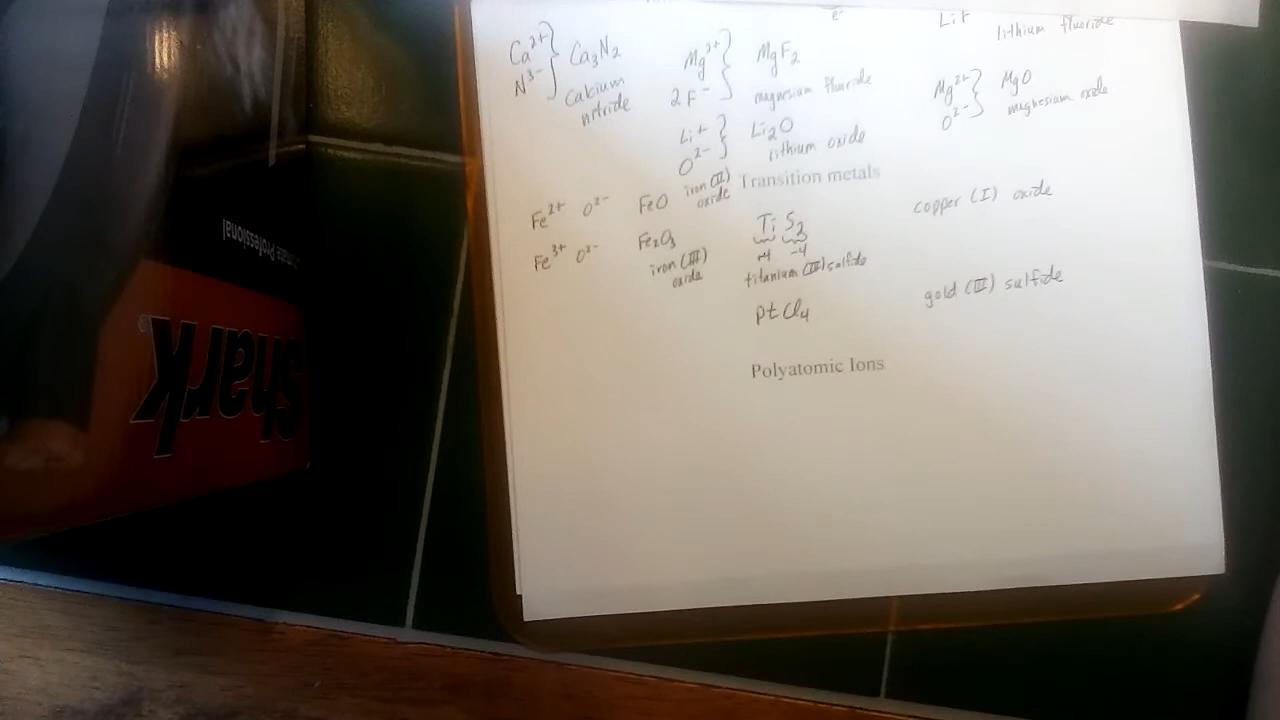 e⁻
Li+
lithium fluoride
Ca²⁺
N³⁻
Ca₃N₂
Calcium
nitride
Mg²⁺
2F⁻
MgF₂
magnesium fluoride
Mg²⁺
O²⁻
MgO
magnesium oxide
Li+
O²⁻
Li₂O
lithium oxide
Transition metals
Fe²⁺ O²⁻ FeO iron (II)
oxide
Fe³⁺ O²⁻ Fe₂O₃
iron (III)
oxide
Ti S₂
+4 -4
titanium (IV) sulfide
PtCl₄
copper (I) oxide
gold (III) sulfide
Polyatomic Ions
Professional
Shark